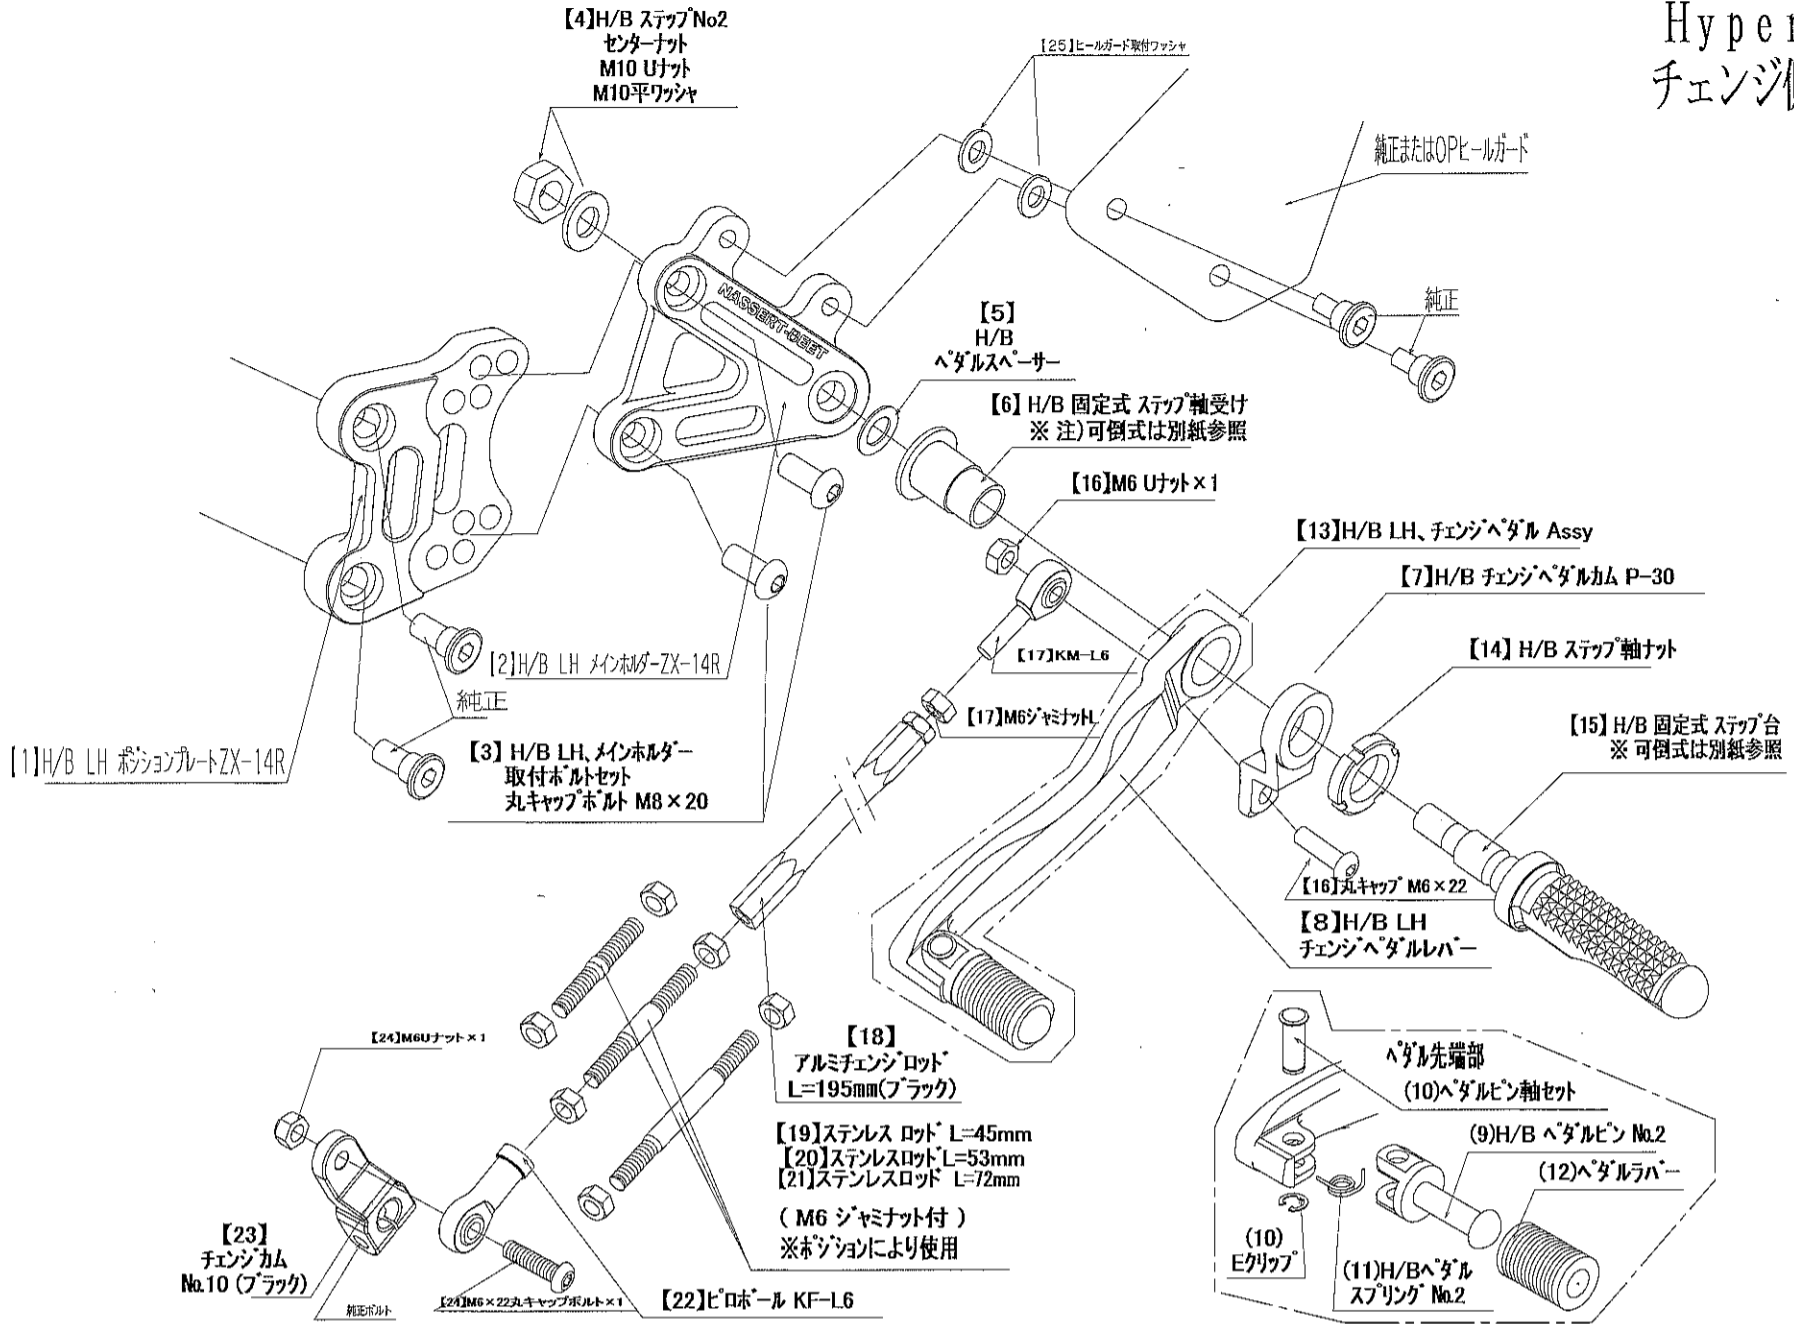 Hyper
チェンジ側
【4】H/B ステップNo2
センターナット
M10 Uナット
M10平ワッシャ
【25】ヒールガード取付ワッシャ
純正またはOPヒールガード
純正
NASSERT-BEET
【5】
H/B
ペダルスペーサー
【6】H/B 固定式 ステップ軸受け
※ 注)可倒式は別紙参照
【16】M6 Uナット×1
【13】H/B LH、チェンジペダル Assy
【7】H/B チェンジペダルカム P-30
【14】H/B ステップ軸ナット
【15】H/B 固定式 ステップ台
※ 可倒式は別紙参照
【17】KM-L6
【2】H/B LH メインホルダーZX-14R
純正
【17】M6ジャミナットL
【1】H/B LH ポジションプレートZX-14R
【3】H/B LH、メインホルダー
取付ボルトセット
丸キャップボルト M8×20
【16】丸キャップ M6×22
【8】H/B LH
チェンジペダルレバー
【24】M6Uナット×1
【18】
アルミチェンジロッド
L=195mm(ブラック)
【19】ステンレス ロッド L=45mm
【20】ステンレスロッド L=53mm
【21】ステンレスロッド L=72mm
( M6 ジャミナット付 )
※ポジションにより使用
ペダル先端部
(10)ペダルピン軸セット
(9)H/B ペダルピン No.2
(12)ペダルラバー
(10)
Eクリップ
(11)H/Bペダル
スプリング No.2
【23】
チェンジカム
No.10 (ブラック)
純正ボルト
【24】M6×22丸キャップボルト×1
【22】ピロボール KF-L6